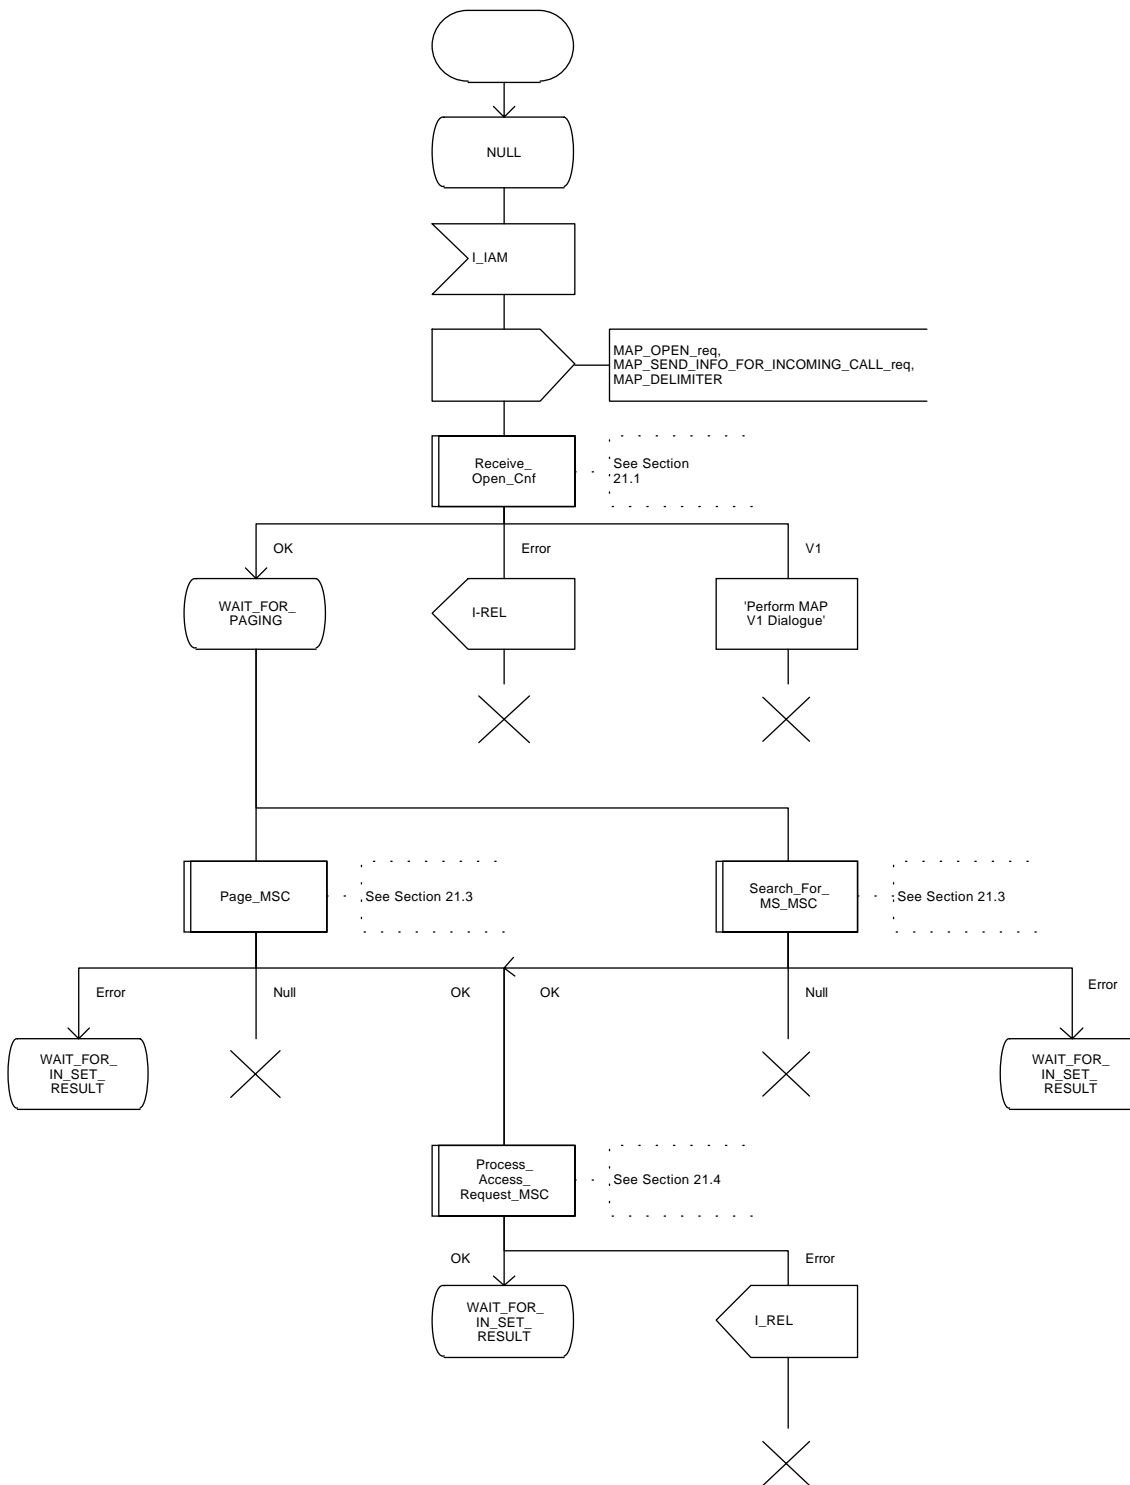 NULL
I_IAM
MAP_OPEN_req,
MAP_SEND_INFO_FOR_INCOMING_CALL_req,
MAP_DELIMITER
Receive_
Open_Cnf
See Section
21.1
OK
Error
V1
WAIT_FOR_
PAGING
I-REL
'Perform MAP
V1 Dialogue'
Page_MSC
See Section 21.3
Search_For_
MS_MSC
See Section 21.3
Error
Null
OK
OK
Null
Error
WAIT_FOR_
IN_SET_
RESULT
WAIT_FOR_
IN_SET_
RESULT
Process_
Access_
Request_MSC
See Section 21.4
OK
Error
WAIT_FOR_
IN_SET_
RESULT
I_REL